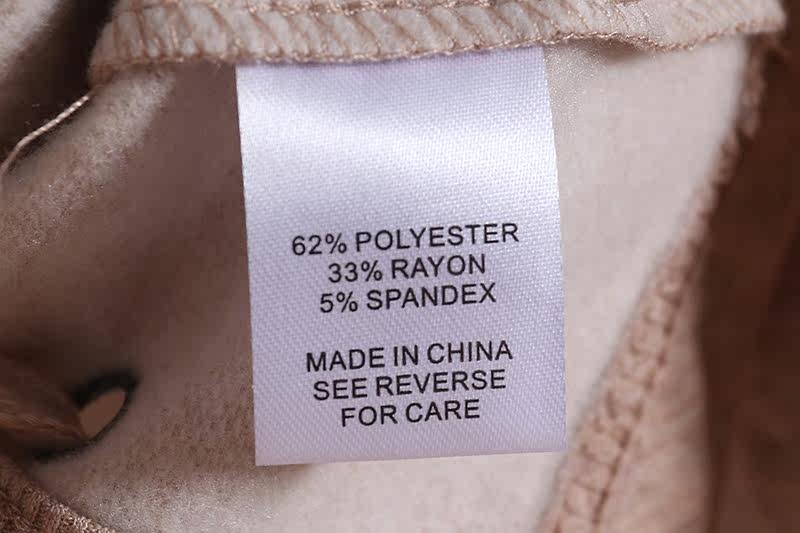 62% POLYESTER
33% RAYON
5% SPANDEX
MADE IN CHINA
SEE REVERSE
FOR CARE